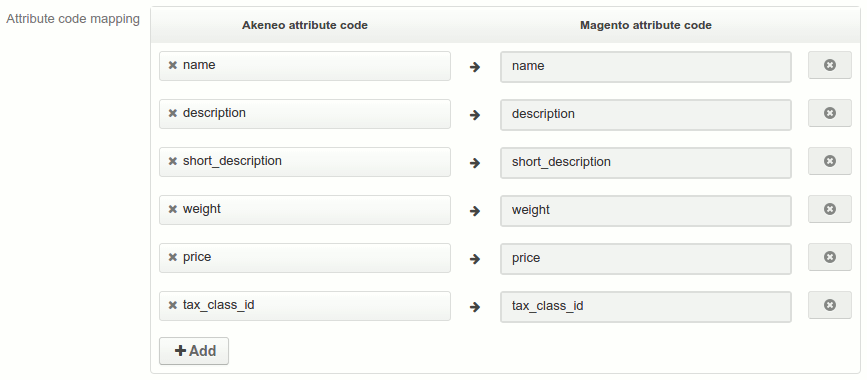 Attribute code mapping
Akeneo attribute code Magento attribute code
name name
description description
short_description short_description
weight weight
price price
tax_class_id tax_class_id
Add